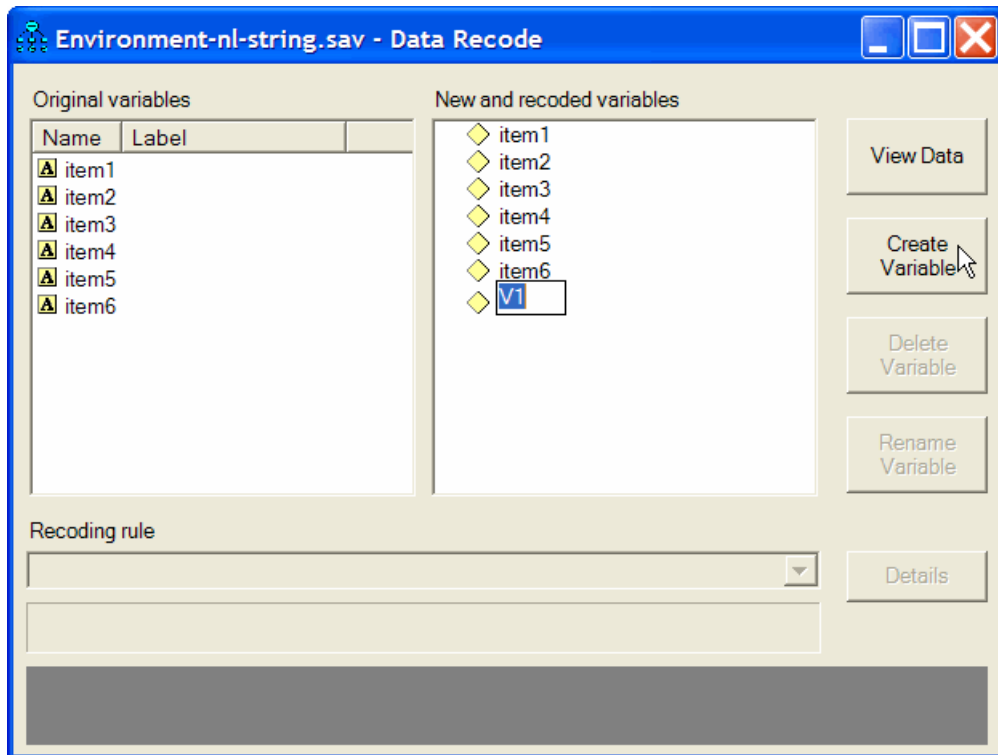 Environment-nl-string.sav - Data Recode
Original variables
New and recoded variables
Name Label
A item1
A item2
A item3
A item4
A item5
A item6
item1
item2
item3
item4
item5
item6
V1
View Data
Create
Variable
Delete
Variable
Rename
Variable
Recoding rule
Details